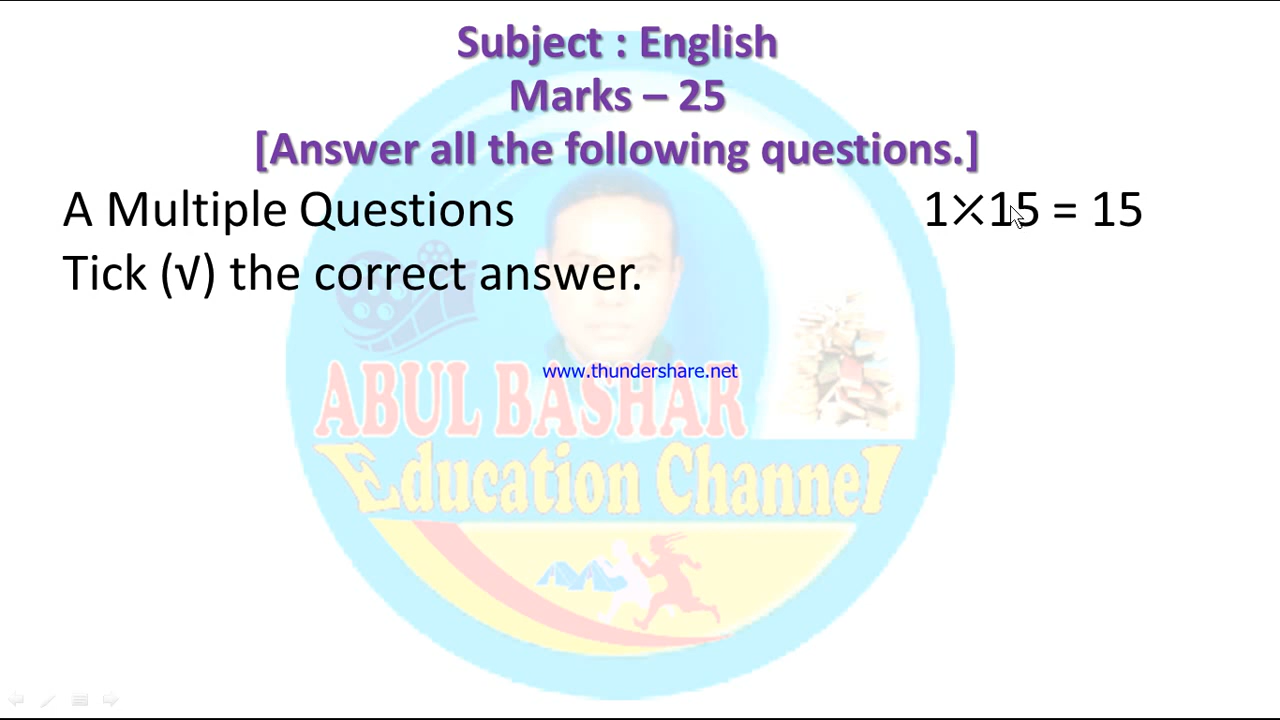 Subject : English
Marks – 25
[Answer all the following questions.]
A Multiple Questions 1×15 = 15
Tick (√) the correct answer.
www.thundershare.net
ABUL BASHAR
Education Channel